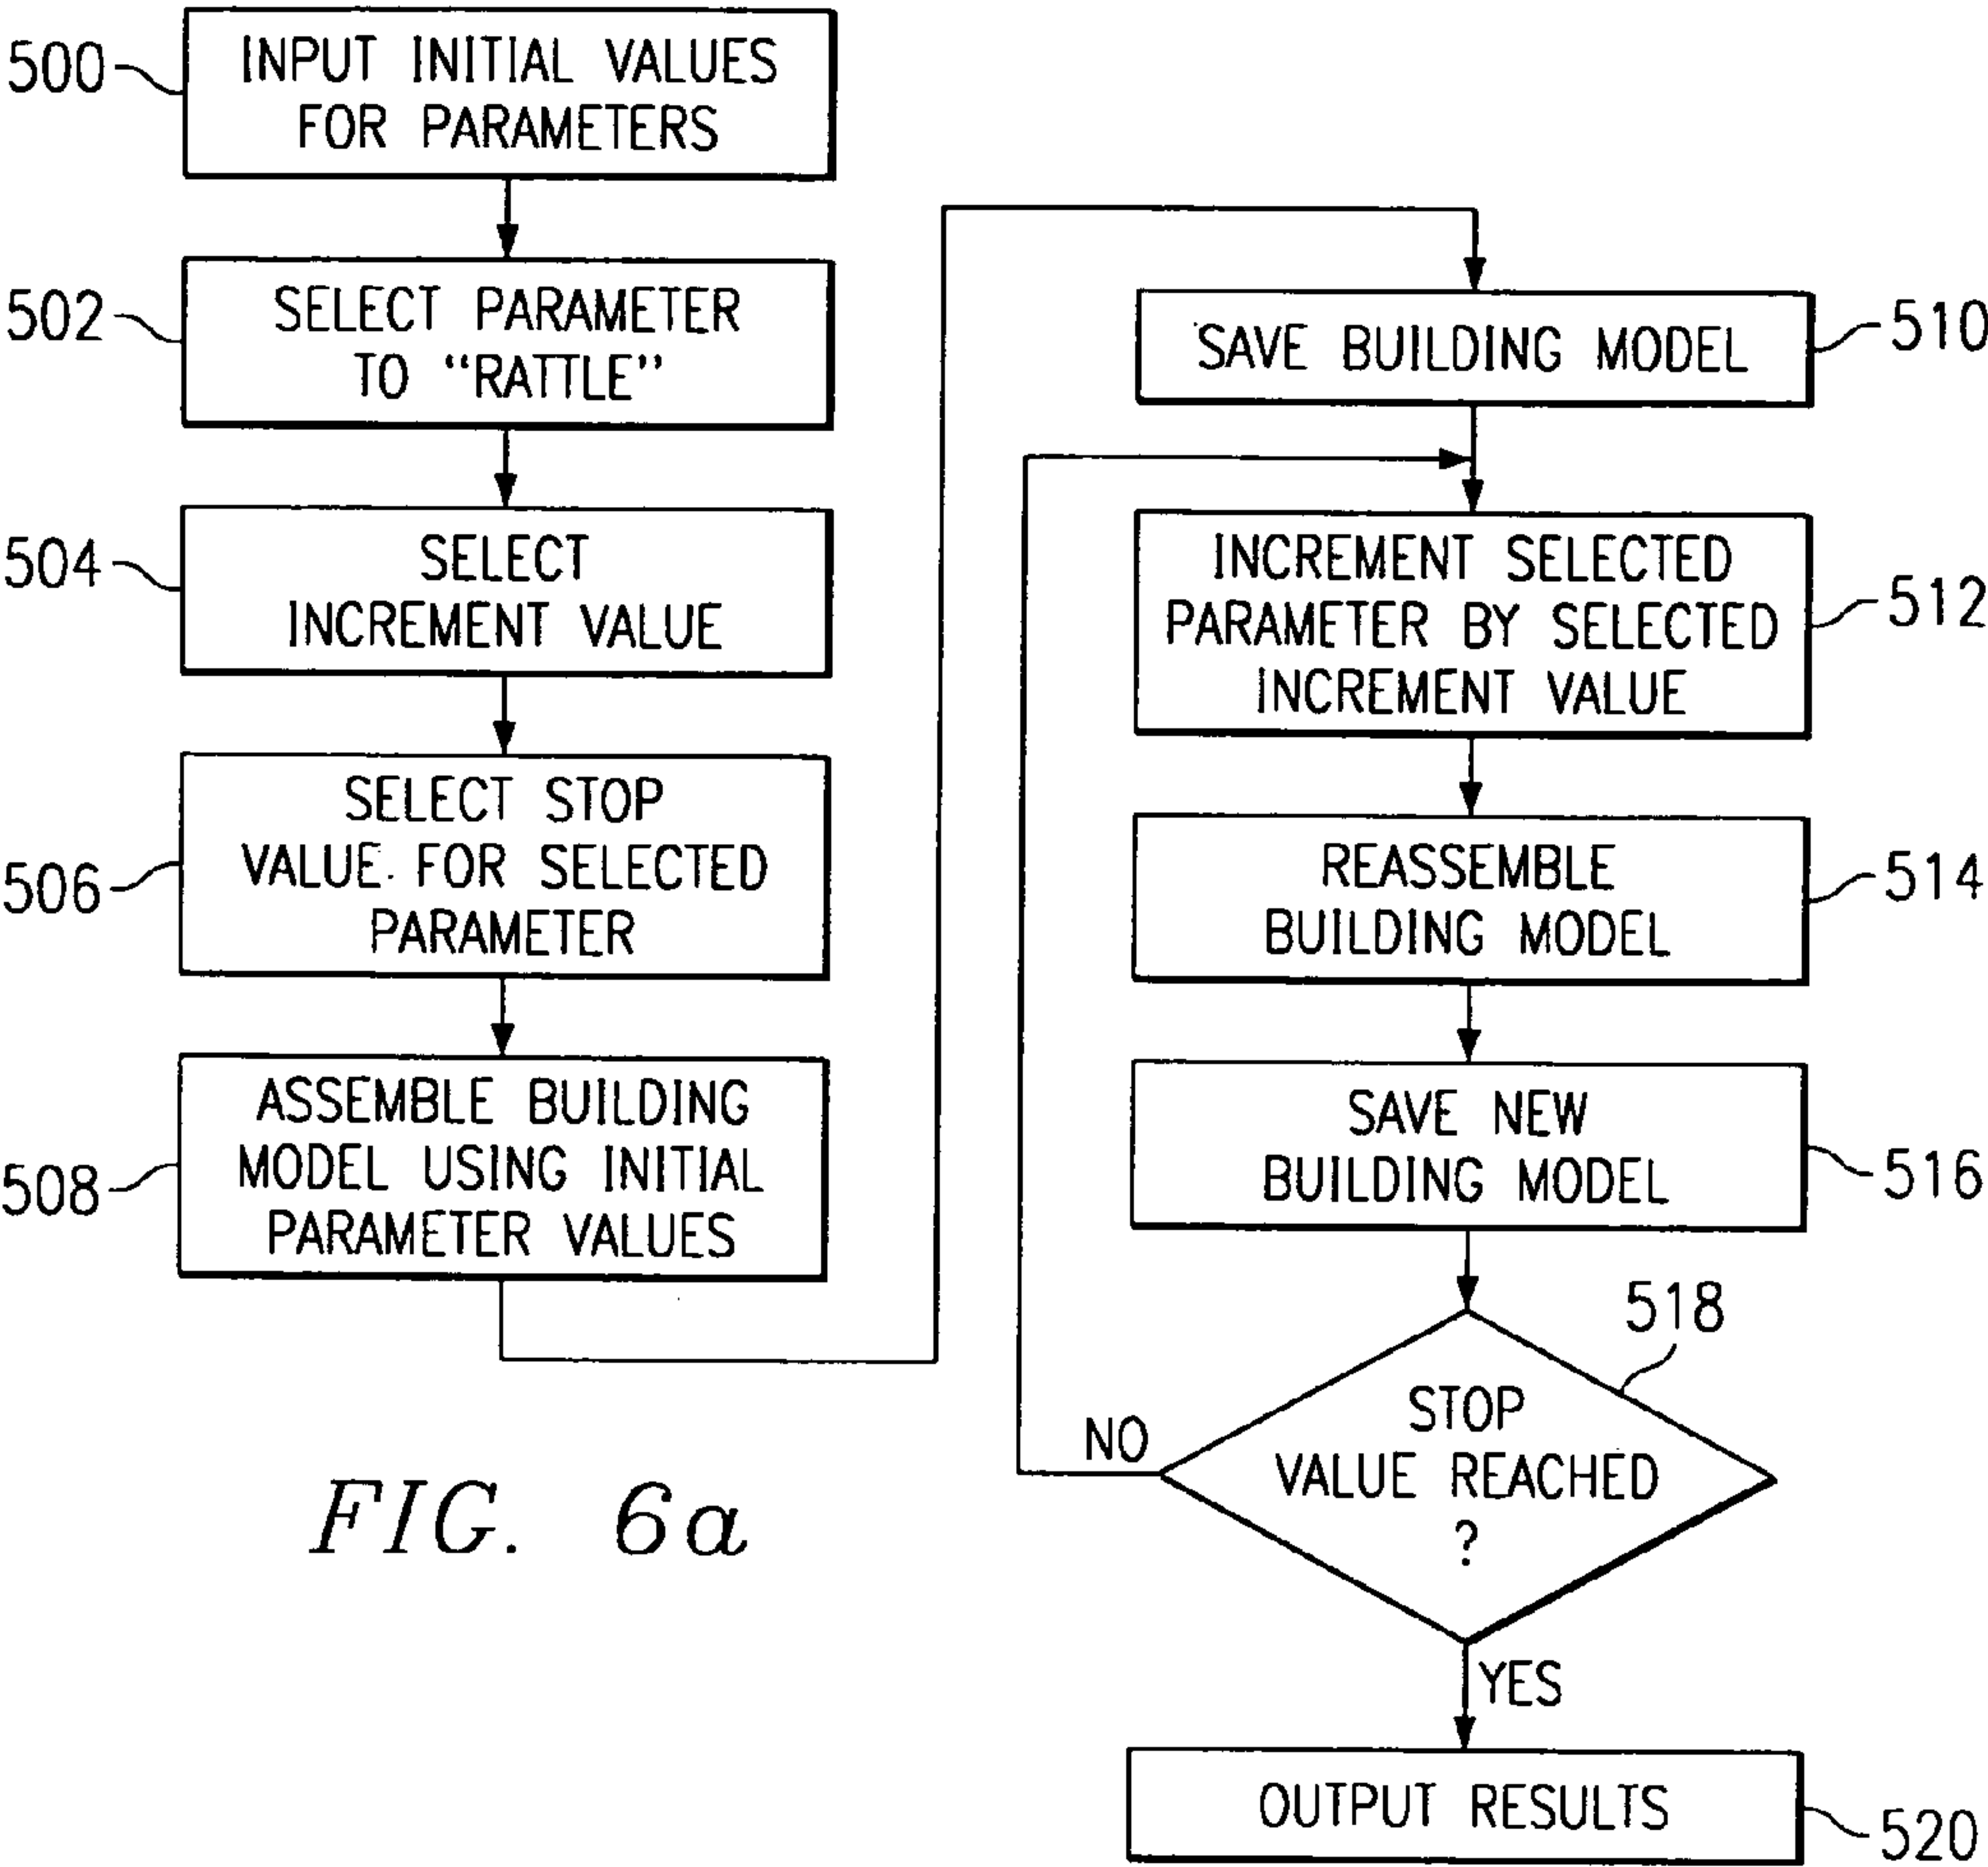 500
INPUT INITIAL VALUES
FOR PARAMETERS
502
SELECT PARAMETER
TO “RATTLE”
504
SELECT
INCREMENT VALUE
506
SELECT STOP
VALUE FOR SELECTED
PARAMETER
508
ASSEMBLE BUILDING
MODEL USING INITIAL
PARAMETER VALUES
SAVE BUILDING MODEL
510
INCREMENT SELECTED
PARAMETER BY SELECTED
INCREMENT VALUE
512
REASSEMBLE
BUILDING MODEL
514
SAVE NEW
BUILDING MODEL
516
518
STOP
VALUE REACHED
?
NO
YES
OUTPUT RESULTS
520
FIG. 6a